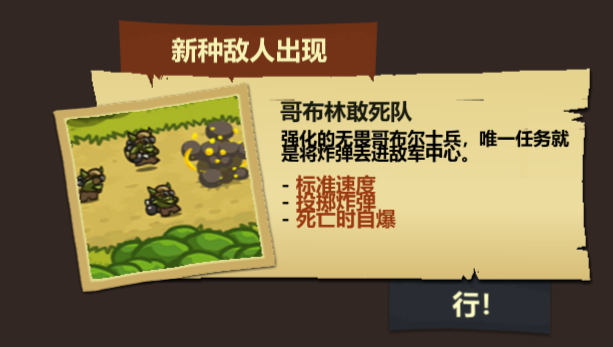 新种敌人出现
哥布林敢死队
强化的无畏哥布尔士兵，唯一任务就
是将炸弹丢进敌军中心。
- 标准速度
- 投掷炸弹
- 死亡时自爆
行!